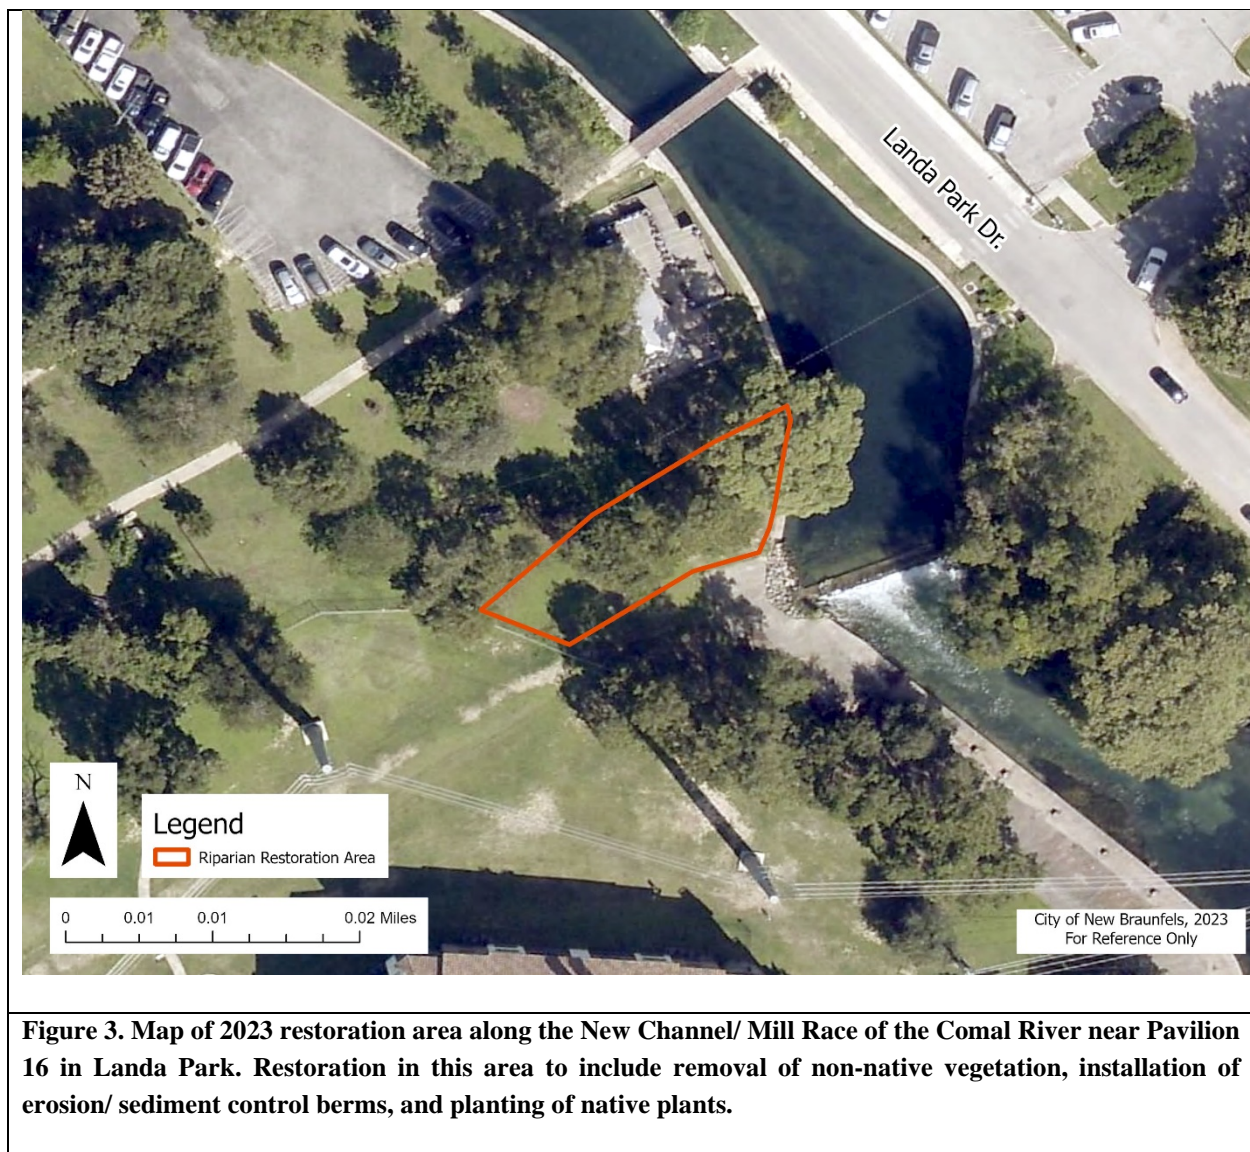 Landa Park Dr.
N
Legend
Riparian Restoration Area
0 0.01 0.01 0.02 Miles
City of New Braunfels, 2023
For Reference Only
Figure 3. Map of 2023 restoration area along the New Channel/ Mill Race of the Comal River near Pavilion
16 in Landa Park. Restoration in this area to include removal of non-native vegetation, installation of
erosion/ sediment control berms, and planting of native plants.